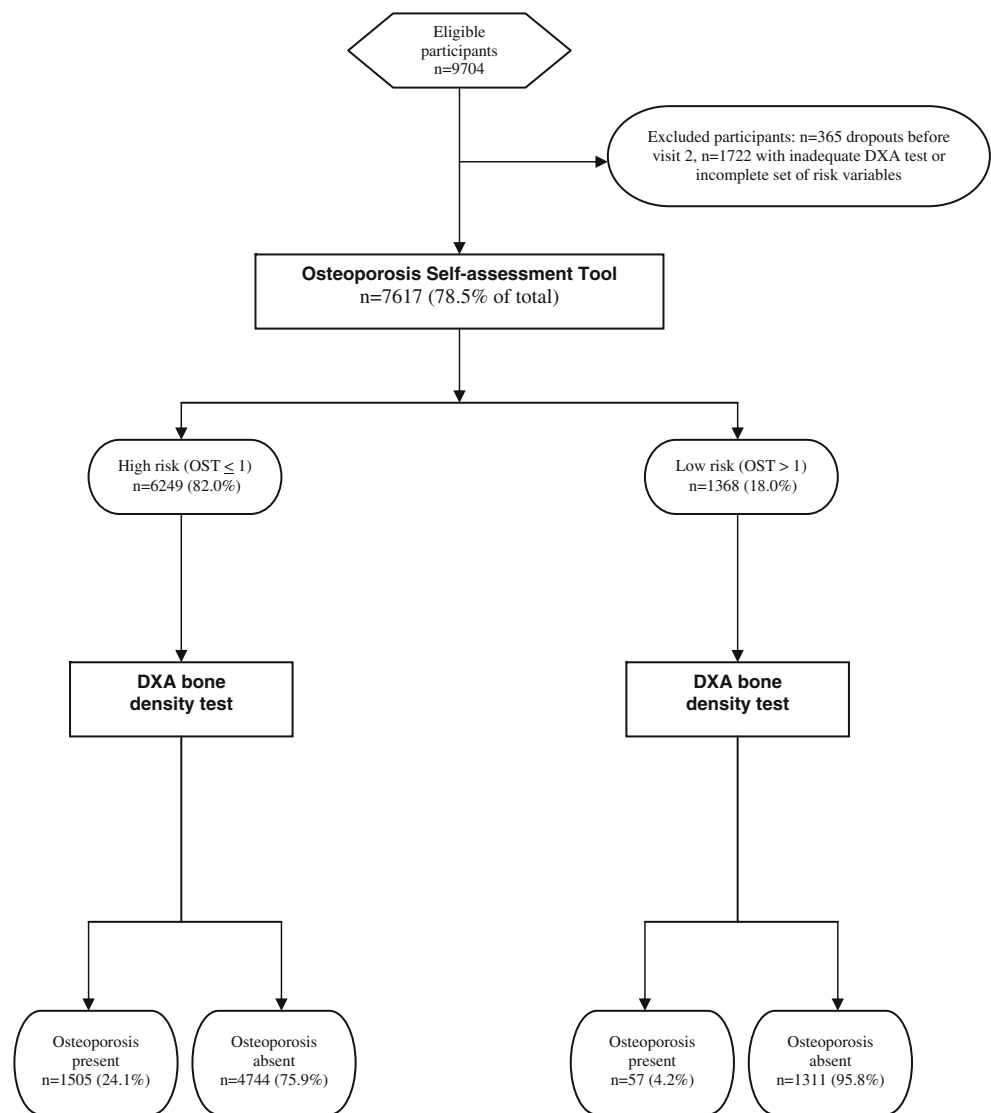 Eligible
participants
n=9704
Excluded participants: n=365 dropouts before
visit 2, n=1722 with inadequate DXA test or
incomplete set of risk variables
Osteoporosis Self-assessment Tool
n=7617 (78.5% of total)
High risk (OST ≤ 1)
n=6249 (82.0%)
Low risk (OST > 1)
n=1368 (18.0%)
DXA bone
density test
DXA bone
density test
Osteoporosis
present
n=1505 (24.1%)
Osteoporosis
absent
n=4744 (75.9%)
Osteoporosis
present
n=57 (4.2%)
Osteoporosis
absent
n=1311 (95.8%)